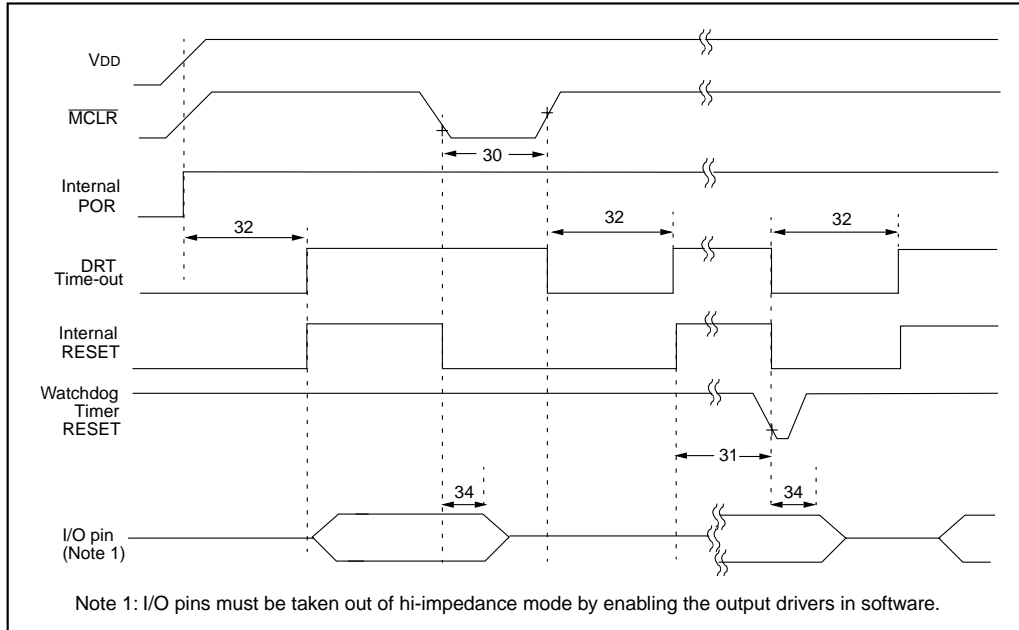 VDD
MCLR
30
Internal
POR
32
32
32
DRT
Time-out
Internal
RESET
Watchdog
Timer
RESET
31
34
34
I/O pin
(Note 1)
Note 1: I/O pins must be taken out of hi-impedance mode by enabling the output drivers in software.